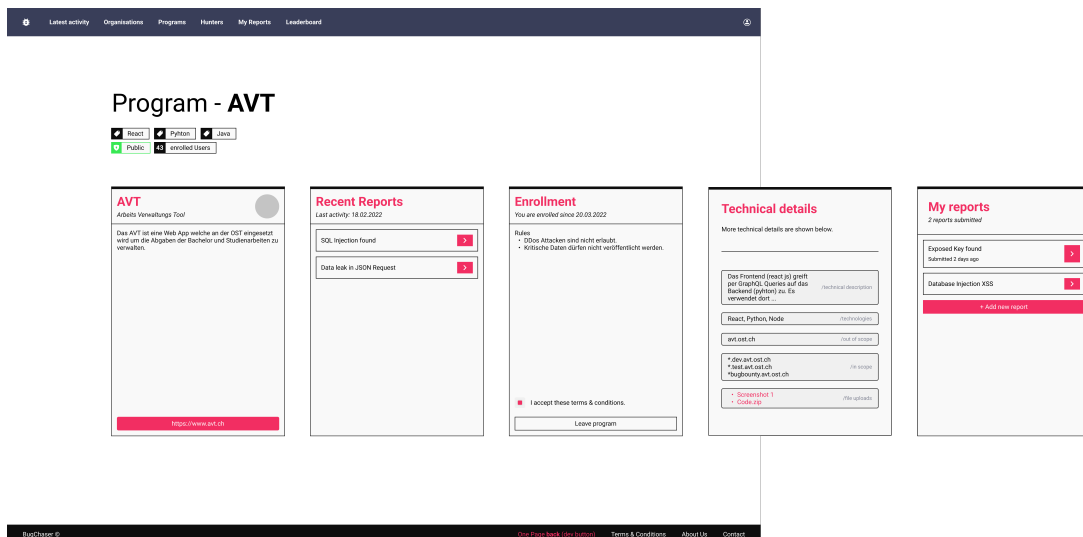 Latest activity Organisations Programs Hunters My Reports Leaderboard
Program - AVT
React Pyhton Java
Public 43 enrolled Users
AVT
Arbeits Verwaltungs Tool
Das AVT ist eine Web App welche an der OST eingesetzt
wird um die Abgaben der Bachelor und Studienarbeiten zu
verwalten.
https://www.avt.ch
Recent Reports
Last activity: 18.02.2022
SQL Injection found
Data leak in JSON Request
Enrollment
You are enrolled since 20.03.2022
Rules
• DDos Attacken sind nicht erlaubt.
• Kritische Daten dürfen nicht veröffentlicht werden.
I accept these terms & conditions.
Leave program
Technical details
More technical details are shown below.
Das Frontend (react js) greift
per GraphQL Queries auf das
Backend (pyhton) zu. Es
verwendet dort ...
/technical description
React, Python, Node /technologies
avt.ost.ch /out of scope
*.dev.avt.ost.ch
*.test.avt.ost.ch
*bugbounty.avt.ost.ch
/in scope
• Screenshot 1
• Code.zip
/file uploads
My reports
2 reports submitted
Exposed Key found
Submitted 2 days ago
Database Injection XSS
+ Add new report
BugChaser © One Page back (dev button) Terms & Conditions About Us Contact